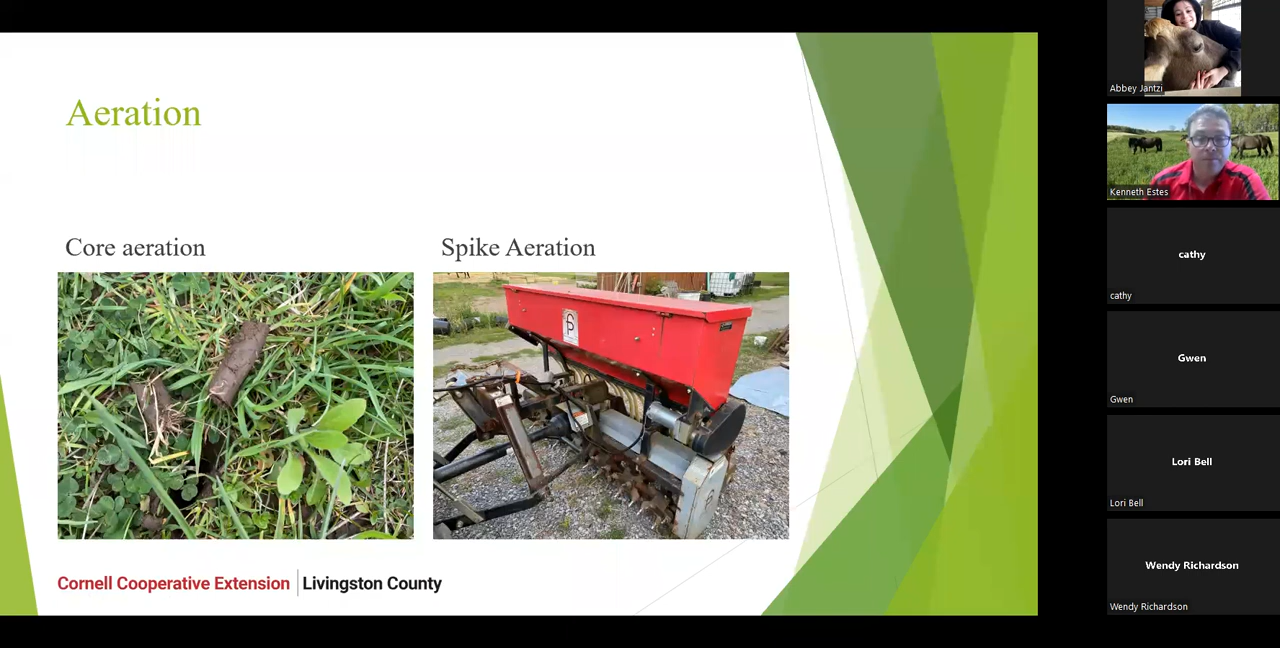 Aeration
Core aeration
Spike Aeration
Cornell Cooperative Extension | Livingston County
Abbey Jantzi
Kenneth Estes
cathy
cathy
Gwen
Gwen
Lori Bell
Lori Bell
Wendy Richardson
Wendy Richardson